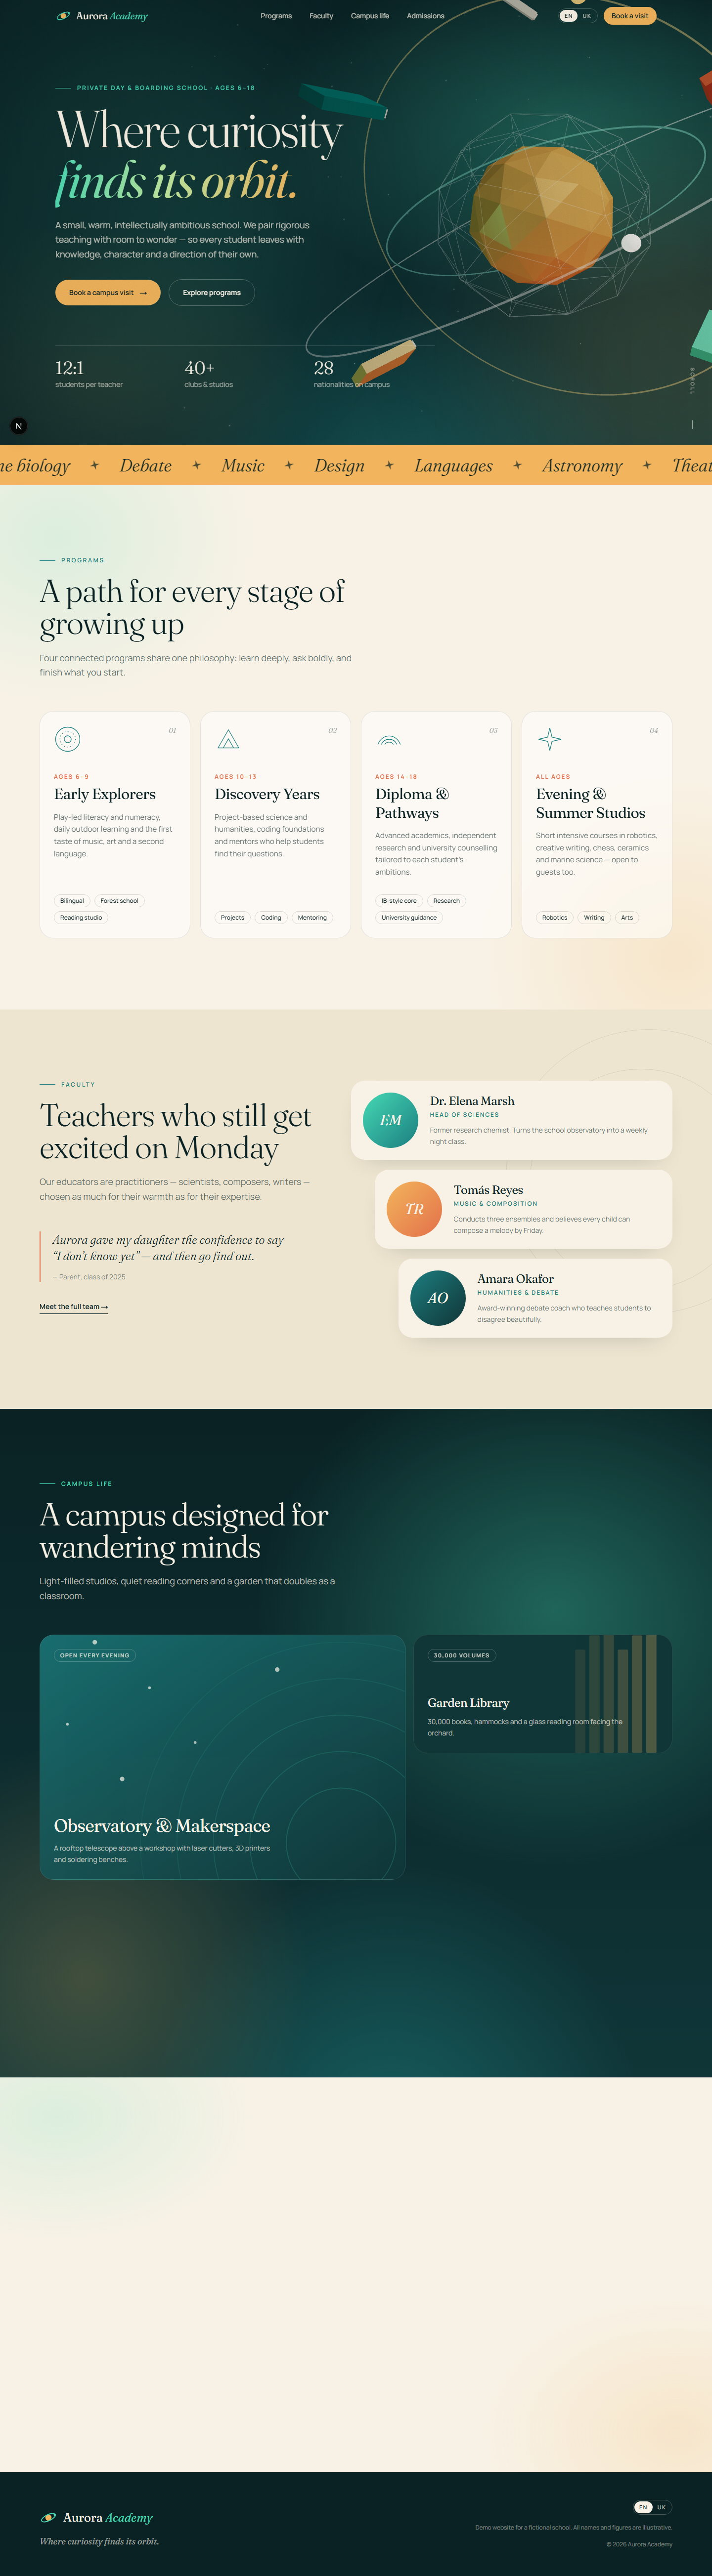 Aurora Academy
Programs
Faculty
Campus life
Admissions
EN UK
Book a visit
PRIVATE DAY & BOARDING SCHOOL · AGES 6–18
Where curiosity
finds its orbit.
A small, warm, intellectually ambitious school. We pair rigorous
teaching with room to wonder — so every student leaves with
knowledge, character and a direction of their own.
Book a campus visit →
Explore programs
12:1
students per teacher
40+
clubs & studios
28
nationalities on campus
SCROLL
N
ne biology Debate Music Design Languages Astronomy Theat
PROGRAMS
A path for every stage of
growing up
Four connected programs share one philosophy: learn deeply, ask boldly, and
finish what you start.
01
AGES 6–9
Early Explorers
Play-led literacy and numeracy,
daily outdoor learning and the first
taste of music, art and a second
language.
Bilingual
Forest school
Reading studio
02
AGES 10–13
Discovery Years
Project-based science and
humanities, coding foundations
and mentors who help students
find their questions.
Projects
Coding
Mentoring
03
AGES 14–18
Diploma &
Pathways
Advanced academics, independent
research and university counselling
tailored to each student's
ambitions.
IB-style core
Research
University guidance
04
ALL AGES
Evening &
Summer Studios
Short intensive courses in robotics,
creative writing, chess, ceramics
and marine science — open to
guests too.
Robotics
Writing
Arts
FACULTY
Teachers who still get
excited on Monday
Our educators are practitioners — scientists, composers, writers —
chosen as much for their warmth as for their expertise.
Aurora gave my daughter the confidence to say
“I don’t know yet” — and then go find out.
— Parent, class of 2025
Meet the full team →
EM
Dr. Elena Marsh
HEAD OF SCIENCES
Former research chemist. Turns the school observatory into a weekly
night class.
TR
Tomás Reyes
MUSIC & COMPOSITION
Conducts three ensembles and believes every child can
compose a melody by Friday.
AO
Amara Okafor
HUMANITIES & DEBATE
Award-winning debate coach who teaches students to
disagree beautifully.
CAMPUS LIFE
A campus designed for
wandering minds
Light-filled studios, quiet reading corners and a garden that doubles as a
classroom.
OPEN EVERY EVENING
Observatory & Makerspace
A rooftop telescope above a workshop with laser cutters, 3D printers
and soldering benches.
30,000 VOLUMES
Garden Library
30,000 books, hammocks and a glass reading room facing the
orchard.
Aurora Academy
Where curiosity finds its orbit.
EN UK
Demo website for a fictional school. All names and figures are illustrative.
© 2026 Aurora Academy